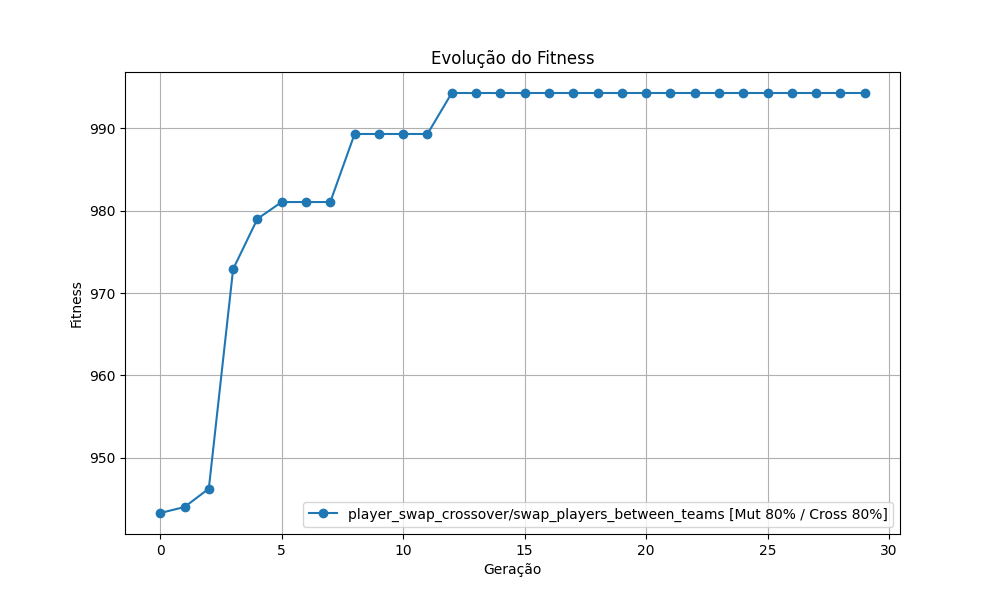 Evolução do Fitness
Fitness
990
980
970
960
950
player_swap_crossover/swap_players_between_teams [Mut 80% / Cross 80%]
0 5 10 15 20 25 30
Geração